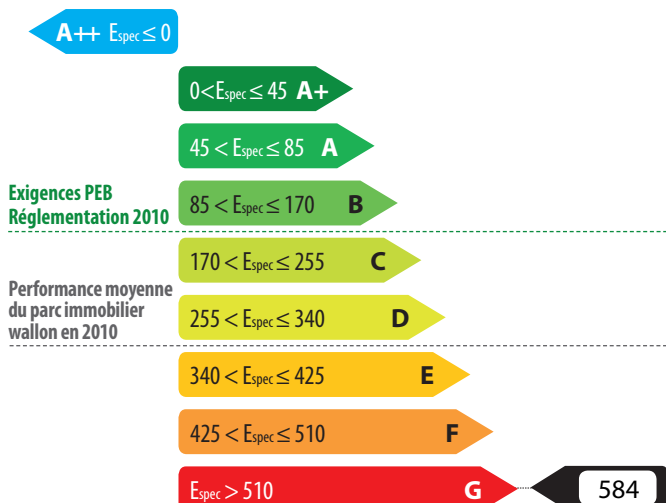 A++ Espec ≤ 0
0<Espec ≤ 45 A+
45 < Espec ≤ 85 A
Exigences PEB
Réglementation 2010
85 < Espec ≤ 170 B
170 < Espec ≤ 255 C
Performance moyenne
du parc immobilier
wallon en 2010
255 < Espec ≤ 340 D
340 < Espec ≤ 425 E
425 < Espec ≤ 510 F
Espec > 510 G 584